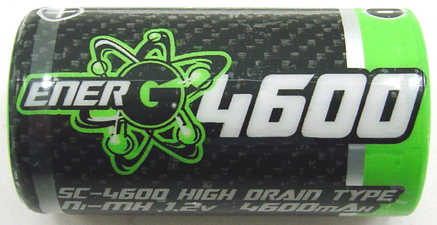 ENERG 4600
SC-4600 HIGH DRAIN TYPE
Ni-MH 1.2v 4600mAH